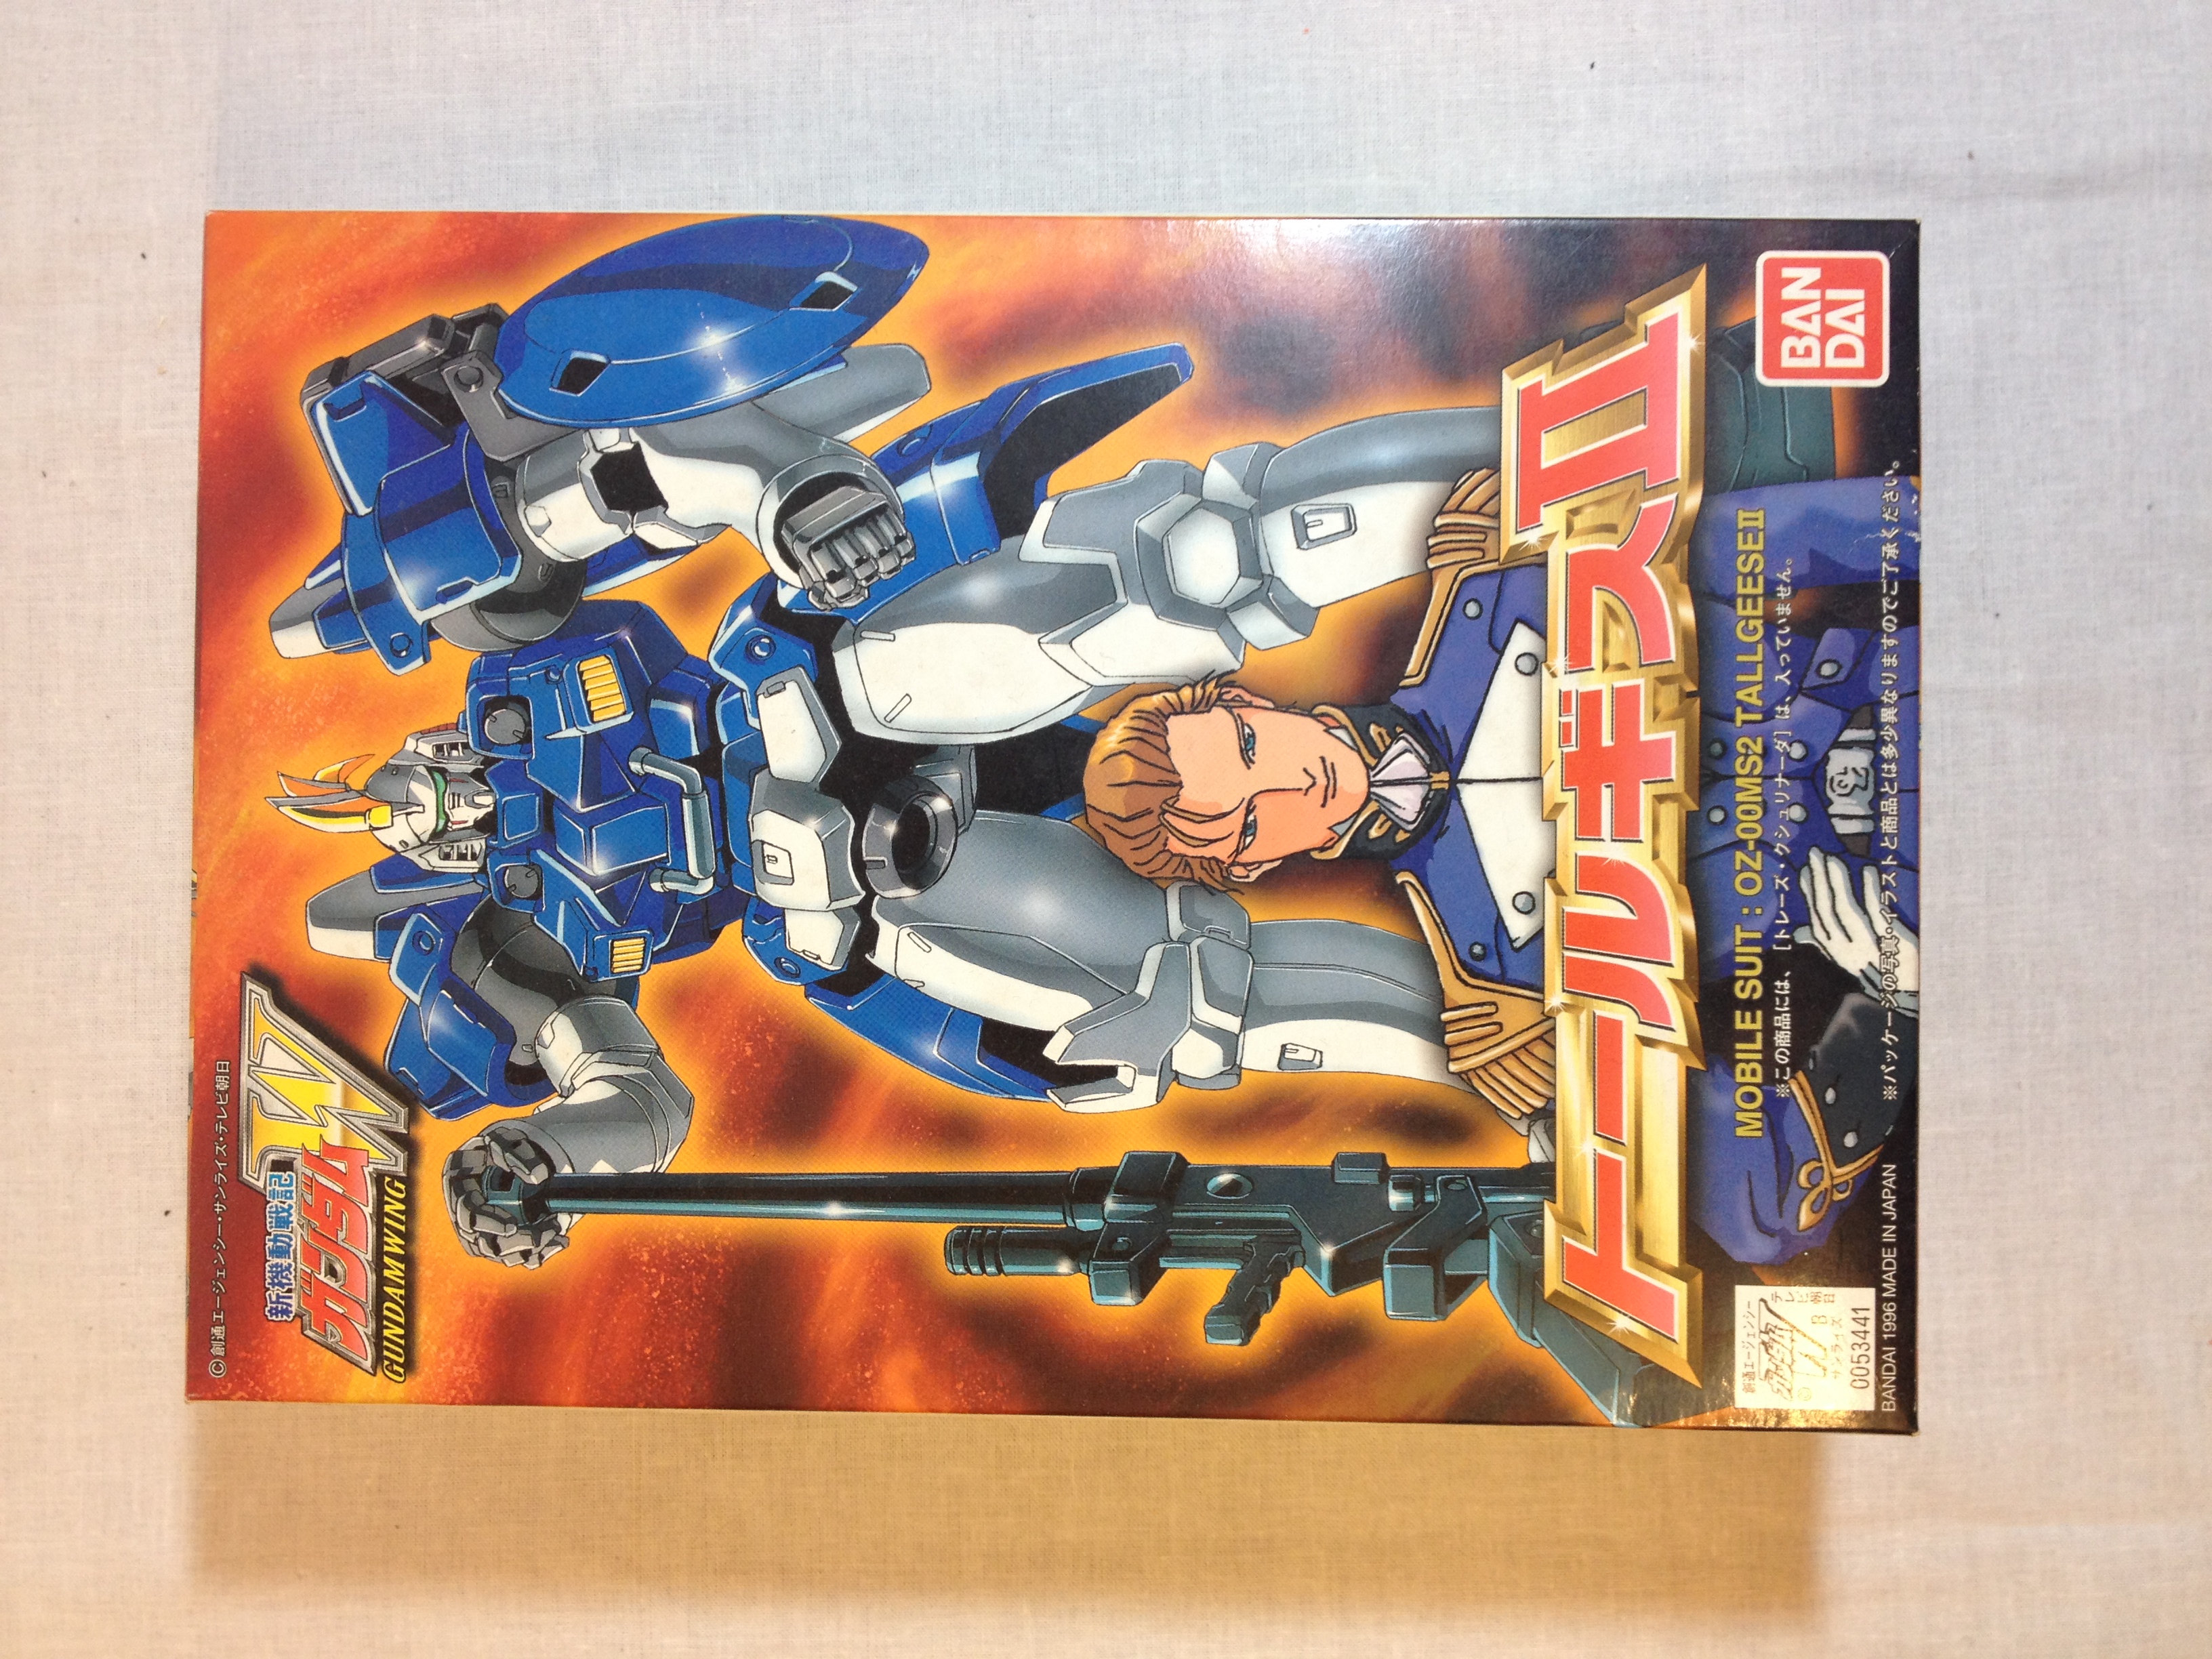 ©創通エージェンシー・サンライズ・テレビ朝日
新機動戦記
ガンダムW
GUNDAMWING
トールギスⅡ
MOBILE SUIT : OZ-00MS2 TALLGEESEⅡ
※この商品には、［トレーズ・クシュリナーダ］は、入っていません。
創通エージェンシー
ガンダムW
テレビ朝日
サンライズ
0053441
BAN
DAI
BANDAI 1996 MADE IN JAPAN
※パッケージの写真・イラストと商品とは多少異なりますのでご了承ください。